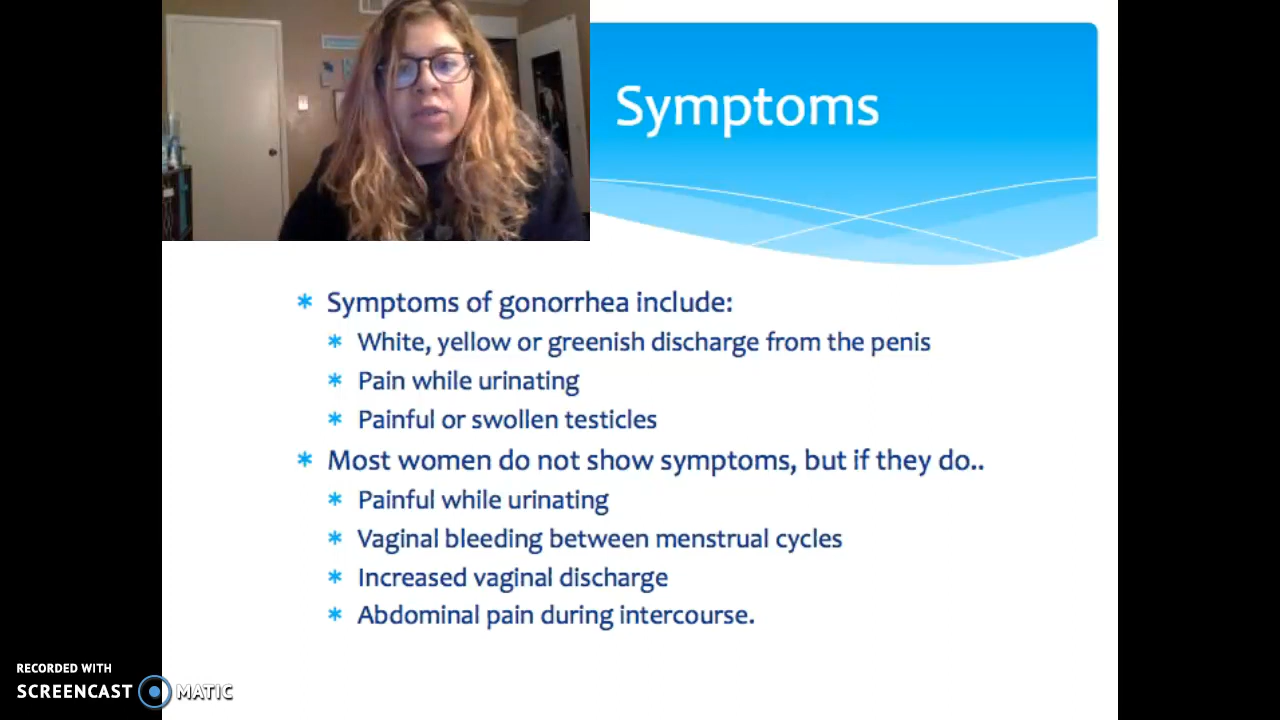 Symptoms
Symptoms of gonorrhea include:
White, yellow or greenish discharge from the penis
Pain while urinating
Painful or swollen testicles
Most women do not show symptoms, but if they do..
Painful while urinating
Vaginal bleeding between menstrual cycles
Increased vaginal discharge
Abdominal pain during intercourse.
RECORDED WITH
SCREENCAST MATIC